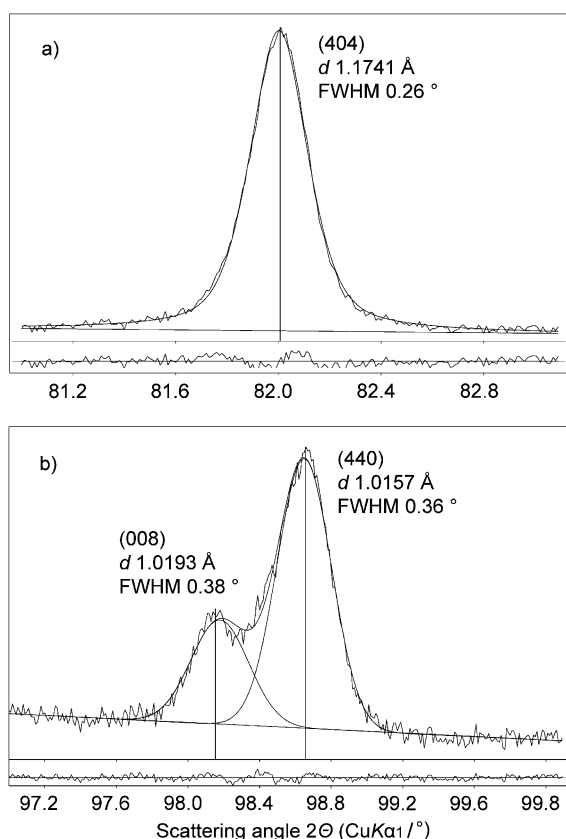 a)
(404)
d 1.1741 Å
FWHM 0.26 °
81.2 81.6 82.0 82.4 82.8
b)
(440)
d 1.0157 Å
FWHM 0.36 °
(008)
d 1.0193 Å
FWHM 0.38 °
97.2 97.6 98.0 98.4 98.8 99.2 99.6 99.8
Scattering angle 2Θ (CuKα1 / °)